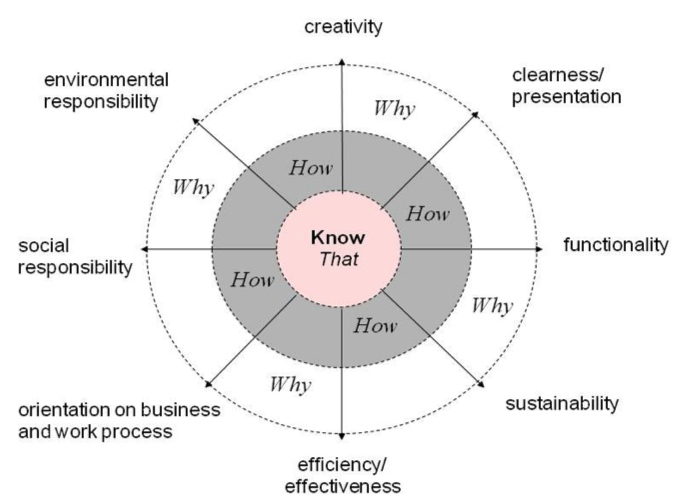 creativity
environmental
responsibility
clearness/
presentation
Why
How
Why
How
Know
That
social
responsibility
functionality
How
Why
How
Why
orientation on business
and work process
sustainability
efficiency/
effectiveness